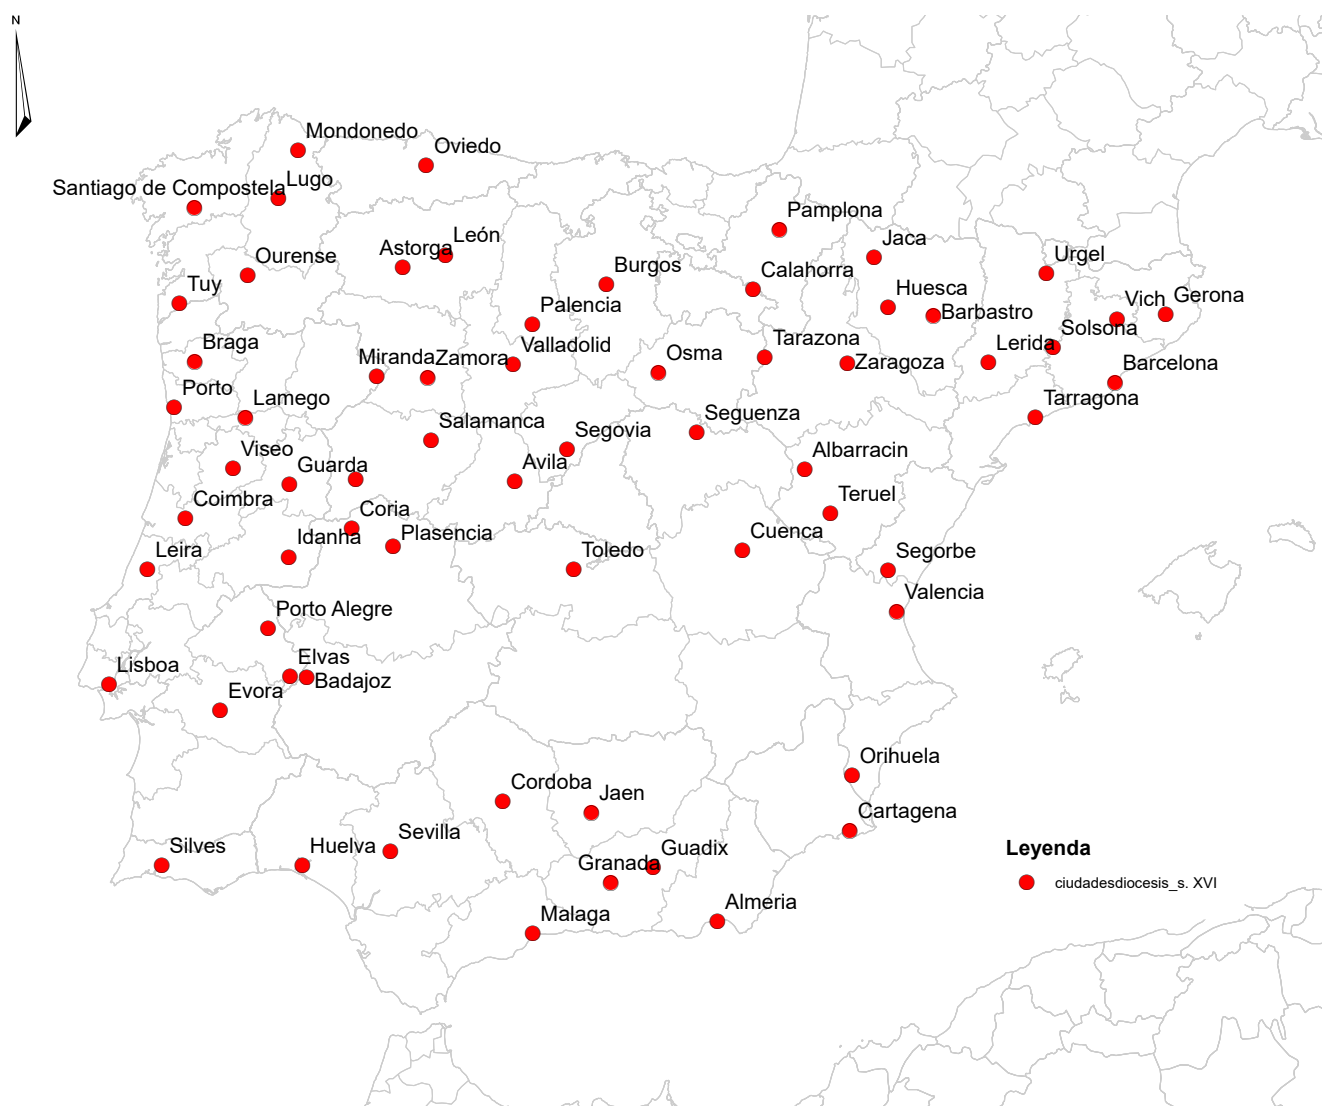 N
Mondonedo
Oviedo
Lugo
Santiago de Compostela
Pamplona
León
Jaca
Astorga
Ourense
Urgel
Burgos
Calahorra
Tuy
Huesca
Vich
Gerona
Palencia
Barbastro
Solsona
Braga
Tarazona
Lerida
Valladolid
Osma
Miranda
Zamora
Zaragoza
Barcelona
Porto
Lamego
Tarragona
Seguenza
Salamanca
Segovia
Viseo
Albarracin
Avila
Guarda
Teruel
Coimbra
Coria
Plasencia
Cuenca
Idanha
Leira
Toledo
Segorbe
Valencia
Porto Alegre
Elvas
Lisboa
Badajoz
Evora
Orihuela
Cordoba
Jaen
Cartagena
Sevilla
Silves
Huelva
Guadix
Leyenda
Granada
ciudadesdiocesis_s. XVI
Almeria
Malaga